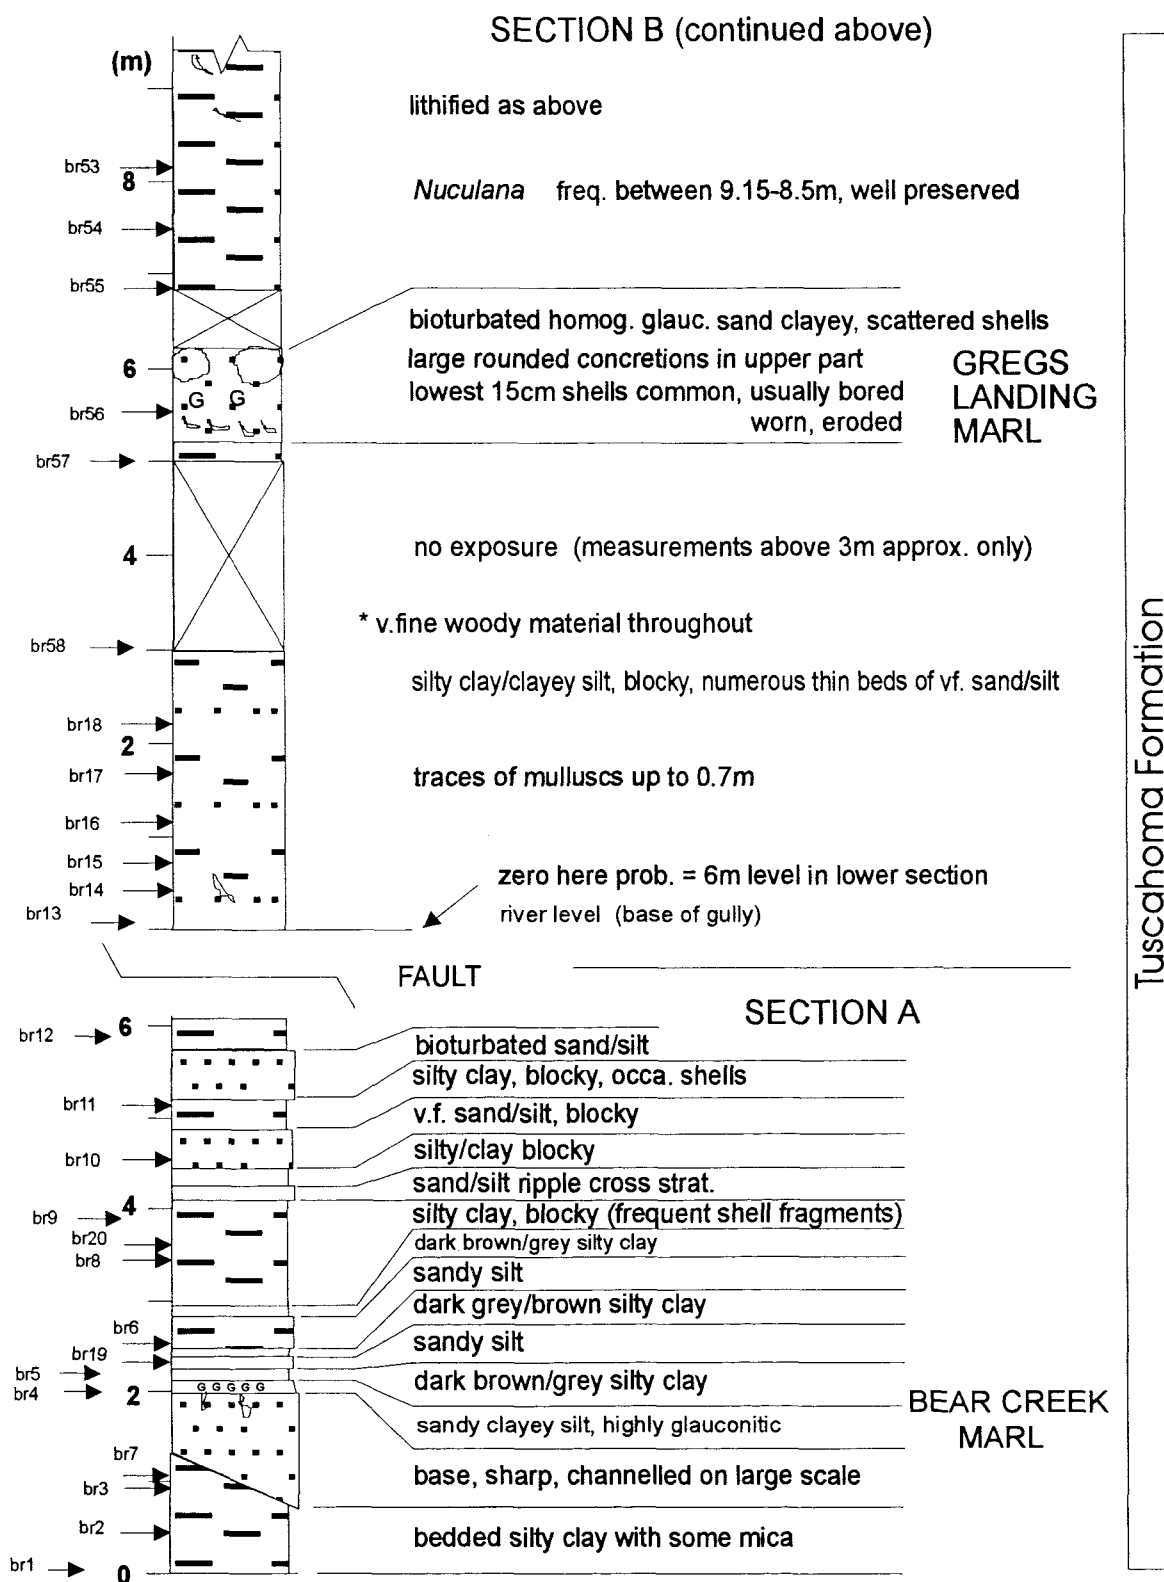 SECTION B (continued above)
(m)
lithified as above
br53
8
Nuculana freq. between 9.15-8.5m, well preserved
br54
br55
bioturbated homog. glauc. sand clayey, scattered shells
6
large rounded concretions in upper part
GREGS
LANDING
MARL
G G
br56
lowest 15cm shells common, usually bored
worn, eroded
br57
4
no exposure (measurements above 3m approx. only)
* v.fine woody material throughout
br58
silty clay/clayey silt, blocky, numerous thin beds of vf. sand/silt
br18
2
br17
traces of mulluscs up to 0.7m
br16
br15
br14
zero here prob. = 6m level in lower section
br13
river level (base of gully)
Tuscahoma Formation
FAULT
SECTION A
6
br12
bioturbated sand/silt
silty clay, blocky, occa. shells
br11
v.f. sand/silt, blocky
br10
silty/clay blocky
sand/silt ripple cross strat.
4
br9
silty clay, blocky (frequent shell fragments)
br20
dark brown/grey silty clay
br8
sandy silt
dark grey/brown silty clay
br6
sandy silt
br19
br5
dark brown/grey silty clay
br4
2
G G G G G
BEAR CREEK
MARL
sandy clayey silt, highly glauconitic
br7
base, sharp, channelled on large scale
br3
br2
bedded silty clay with some mica
br1
0